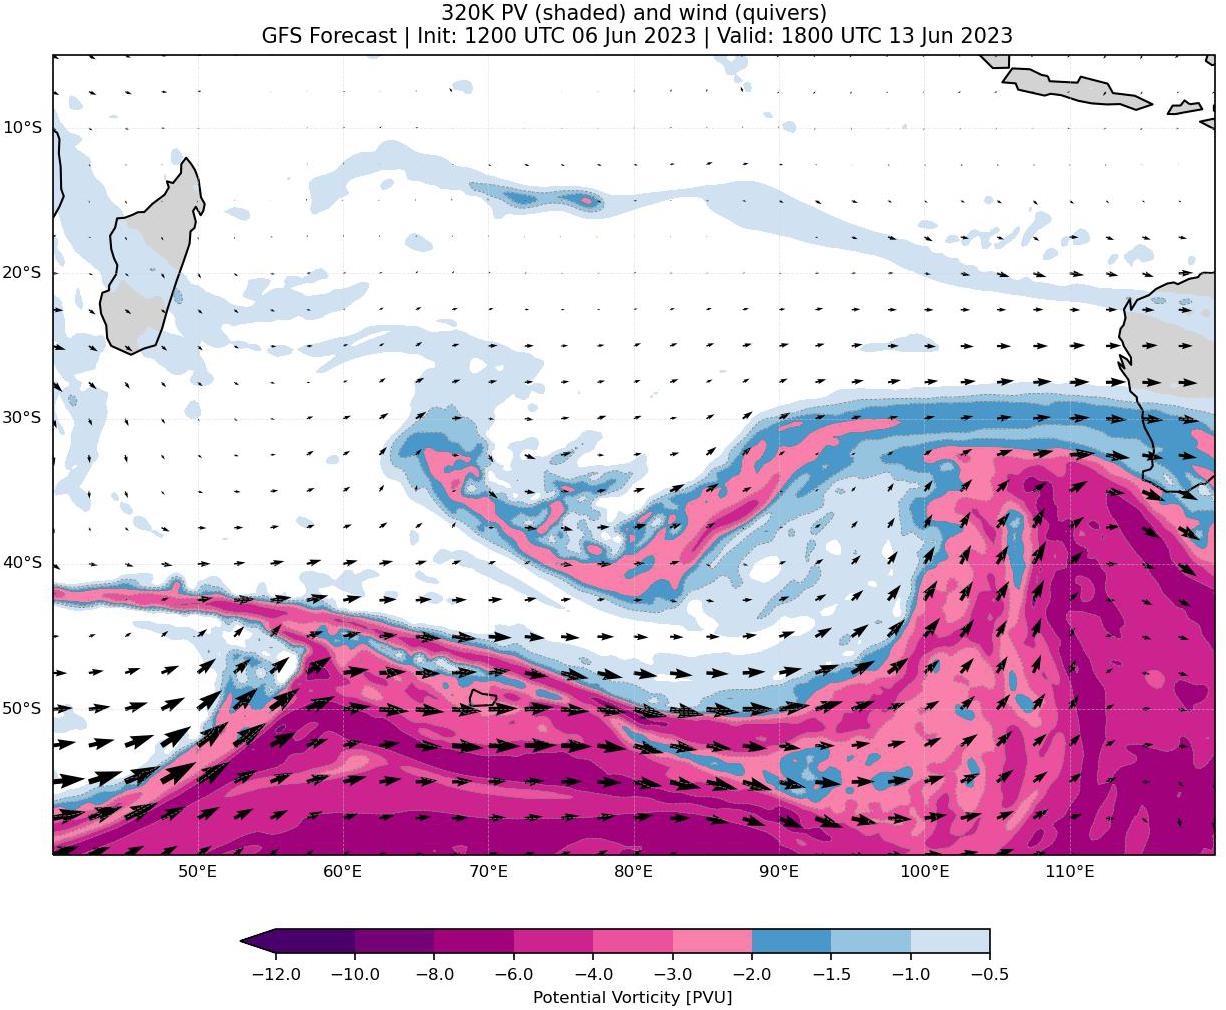 320K PV (shaded) and wind (quivers)
GFS Forecast | Init: 1200 UTC 06 Jun 2023 | Valid: 1800 UTC 13 Jun 2023
10°S
20°S
30°S
40°S
50°S
50°E 60°E 70°E 80°E 90°E 100°E 110°E
−12.0 −10.0 −8.0 −6.0 −4.0 −3.0 −2.0 −1.5 −1.0 −0.5
Potential Vorticity [PVU]